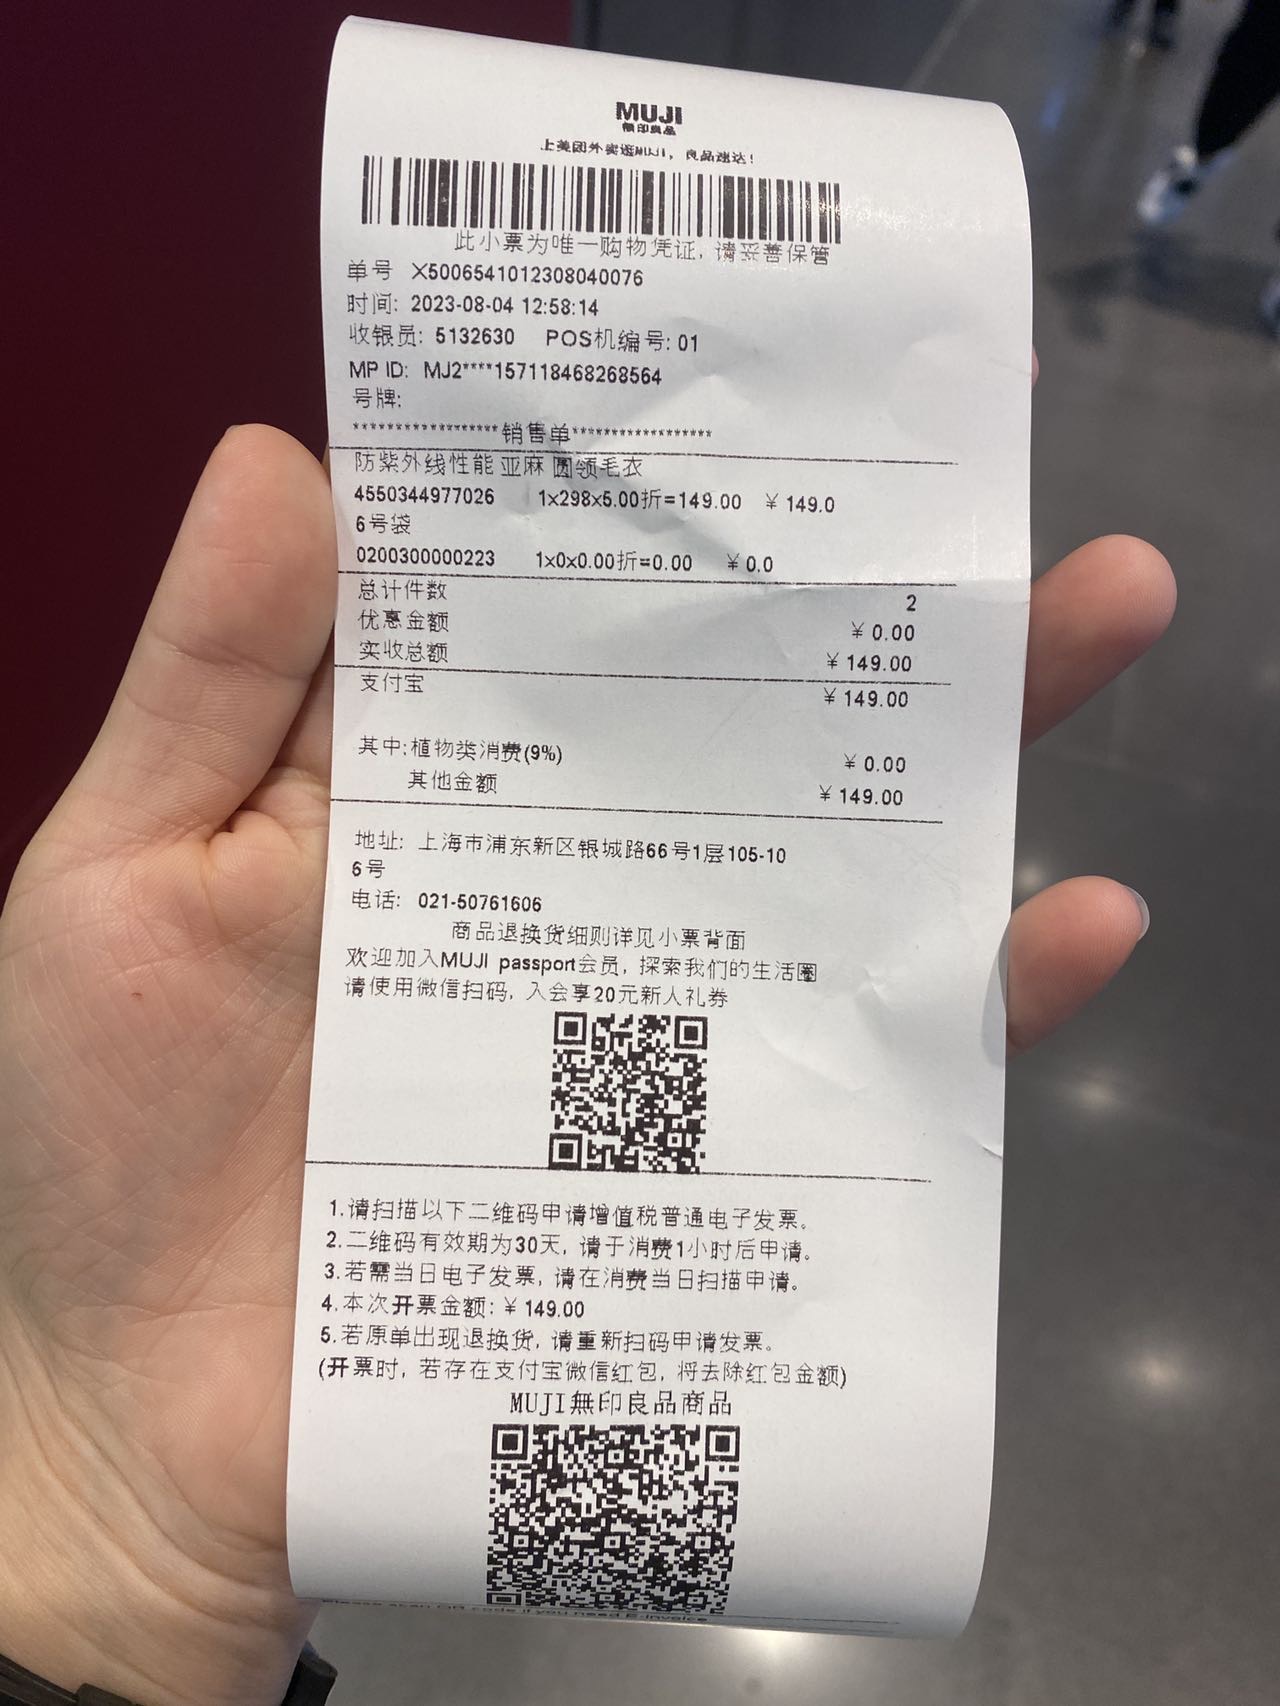 MUJI
無印良品
上美团外卖逛MUJI，良品速达！
此小票为唯一购物凭证，请妥善保管
单号 X5006541012308040076
时间: 2023-08-04 12:58:14
收银员: 5132630 POS机编号: 01
MP ID: MJ2****157118468268564
号牌:
******************销售单******************
防紫外线性能 亚麻 圆领毛衣
4550344977026 1x298x5.00折=149.00 ¥ 149.0
6号袋
0200300000223 1x0x0.00折=0.00 ¥ 0.0
总计件数 2
优惠金额 ¥ 0.00
实收总额 ¥ 149.00
支付宝 ¥ 149.00
其中:植物类消费(9%) ¥ 0.00
其他金额 ¥ 149.00
地址: 上海市浦东新区银城路66号1层105-10
6号
电话: 021-50761606
商品退换货细则详见小票背面
欢迎加入MUJI passport会员，探索我们的生活圈
请使用微信扫码，入会享20元新人礼券
1.请扫描以下二维码申请增值税普通电子发票。
2.二维码有效期为30天，请于消费1小时后申请。
3.若需当日电子发票，请在消费当日扫描申请。
4.本次开票金额: ¥ 149.00
5.若原单出现退换货，请重新扫码申请发票。
(开票时，若存在支付宝微信红包，将去除红包金额)
MUJI無印良品商品
Please scan QR code if you need E-invoice